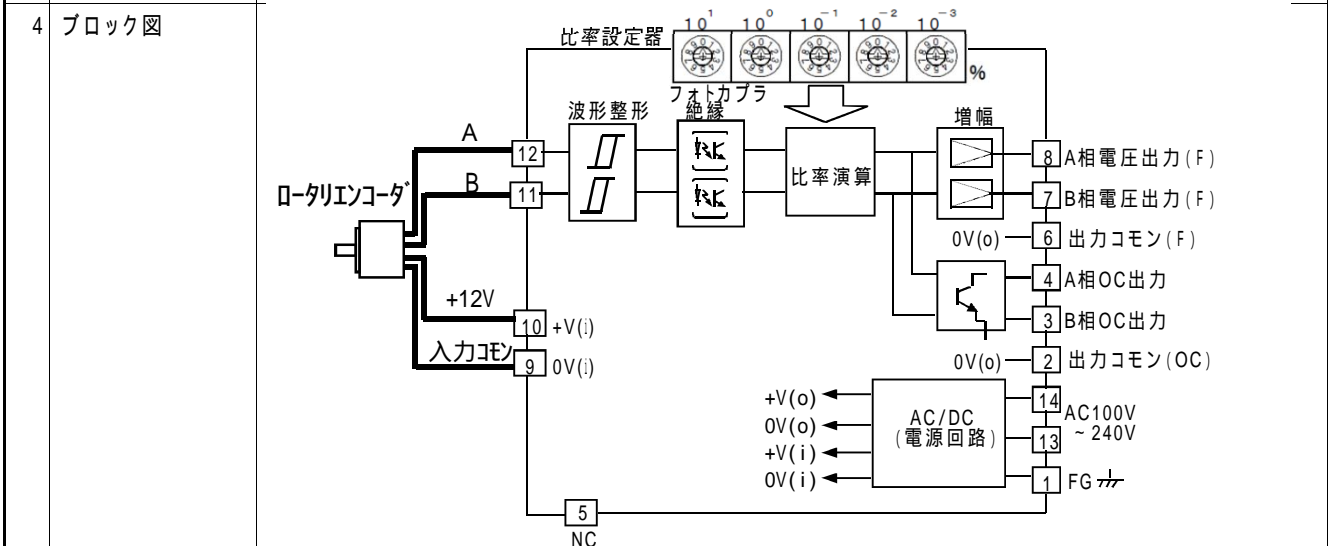 4 ブロック図
比率設定器
10¹ 10⁰ 10⁻¹ 10⁻² 10⁻³
%
フォトカプラ
絶縁
波形整形
増幅
比率演算
ロータリエンコーダ
A
B
+12V
入力コモン
12
11
10 +V(i)
9 0V(i)
8 A相電圧出力(F)
7 B相電圧出力(F)
0V(o) 6 出力コモン(F)
4 A相OC出力
3 B相OC出力
0V(o) 2 出力コモン(OC)
+V(o)
0V(o)
+V(i)
0V(i)
AC/DC
(電源回路)
14
13
AC100V
~240V
1 FG
5
NC